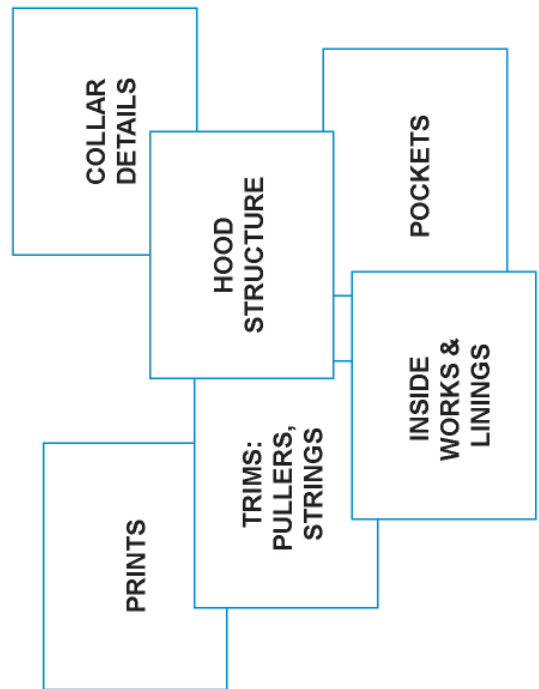 PRINTS
TRIMS:
PULLERS,
STRINGS
HOOD
STRUCTURE
COLLAR
DETAILS
INSIDE
WORKS &
LININGS
POCKETS